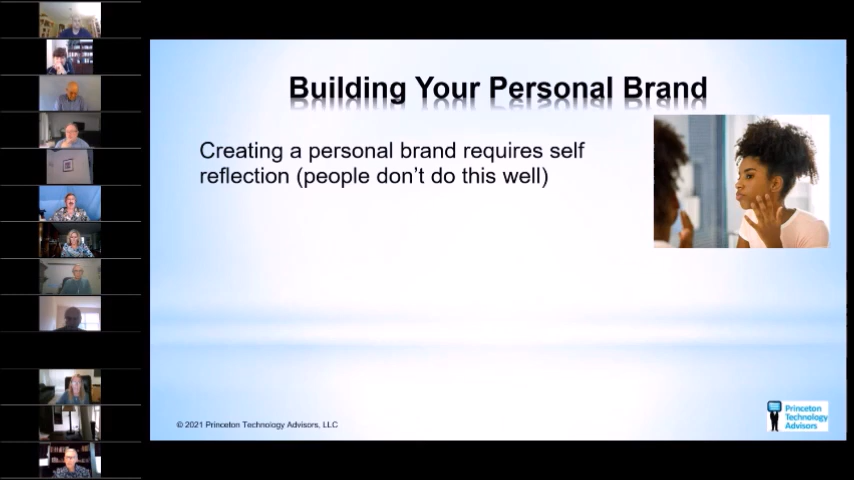 Building Your Personal Brand
Creating a personal brand requires self
reflection (people don't do this well)
© 2021 Princeton Technology Advisors, LLC
Princeton
Technology
Advisors